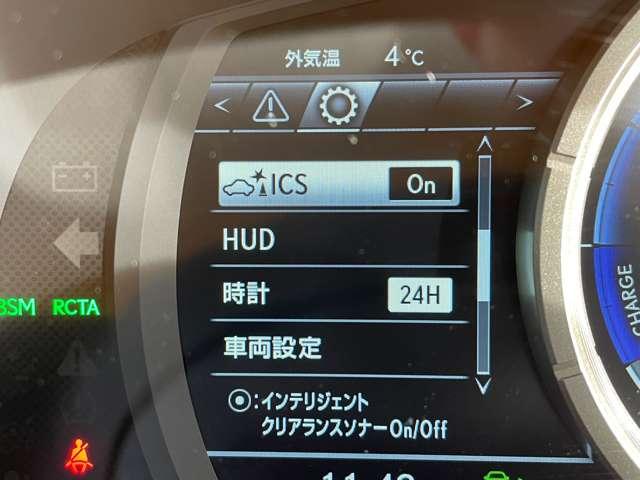 外気温 4℃
ICS On
HUD
時計 24H
BSM RCTA
車両設定
CHARGE
:インテリジェント
クリアランスソナーOn/Off